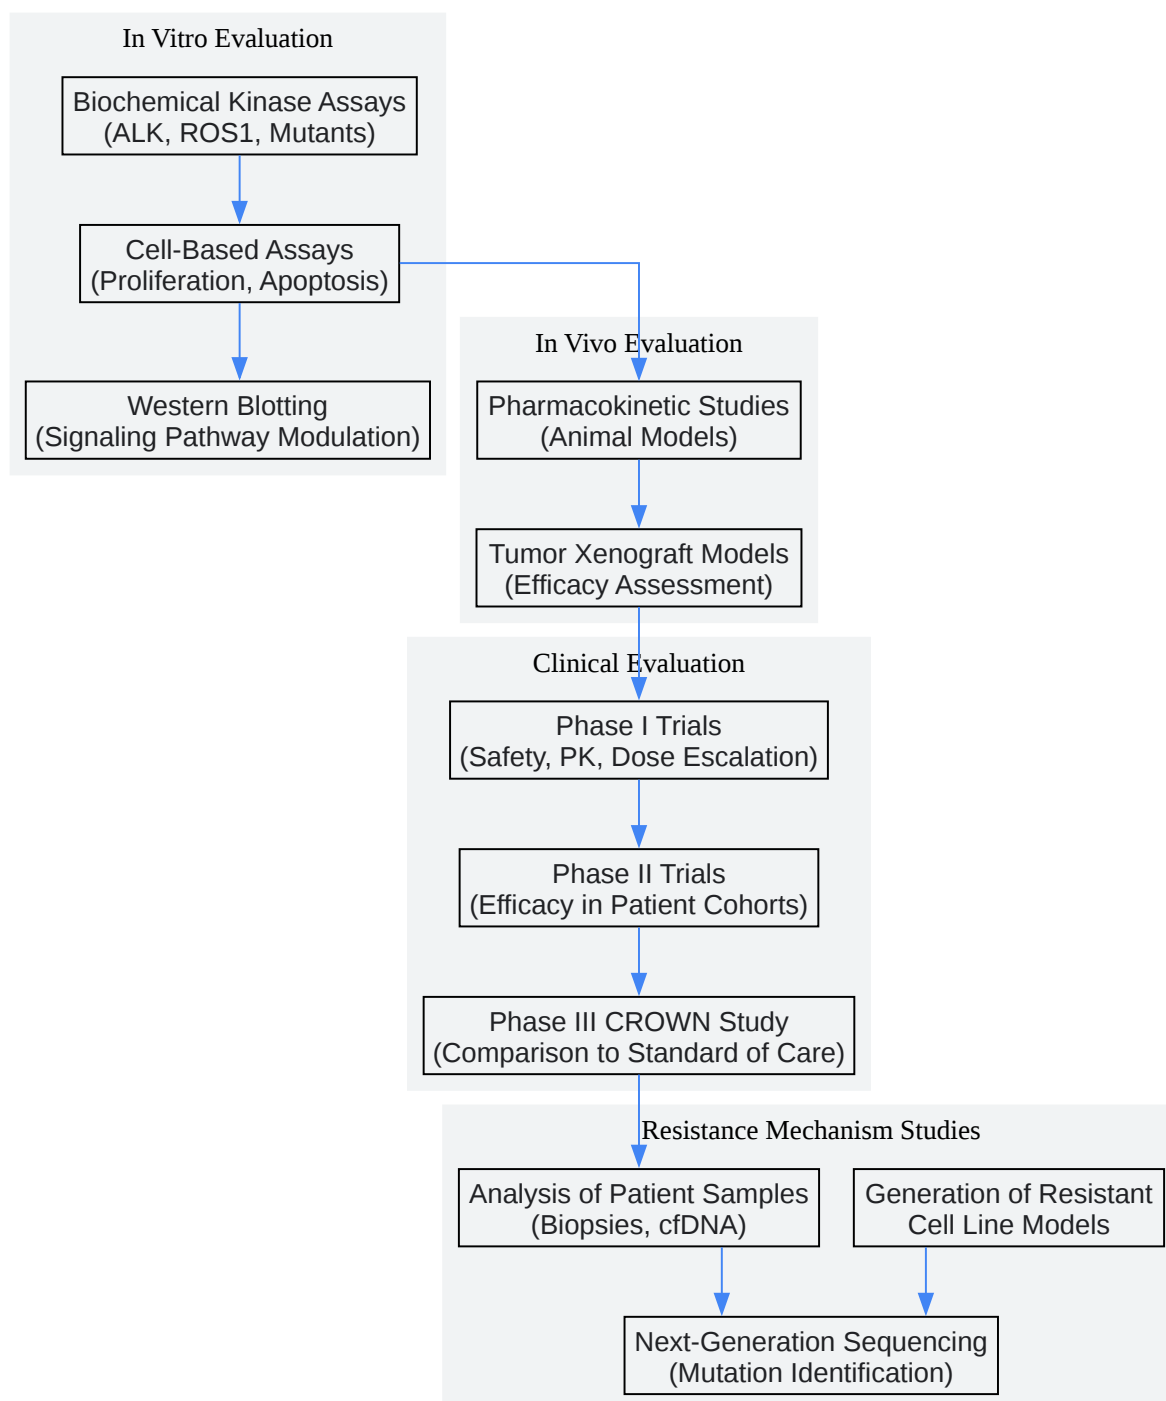 In Vitro Evaluation
Biochemical Kinase Assays
(ALK, ROS1, Mutants)
Cell-Based Assays
(Proliferation, Apoptosis)
Western Blotting
(Signaling Pathway Modulation)
In Vivo Evaluation
Pharmacokinetic Studies
(Animal Models)
Tumor Xenograft Models
(Efficacy Assessment)
Clinical Evaluation
Phase I Trials
(Safety, PK, Dose Escalation)
Phase II Trials
(Efficacy in Patient Cohorts)
Phase III CROWN Study
(Comparison to Standard of Care)
Resistance Mechanism Studies
Analysis of Patient Samples
(Biopsies, cfDNA)
Generation of Resistant
Cell Line Models
Next-Generation Sequencing
(Mutation Identification)